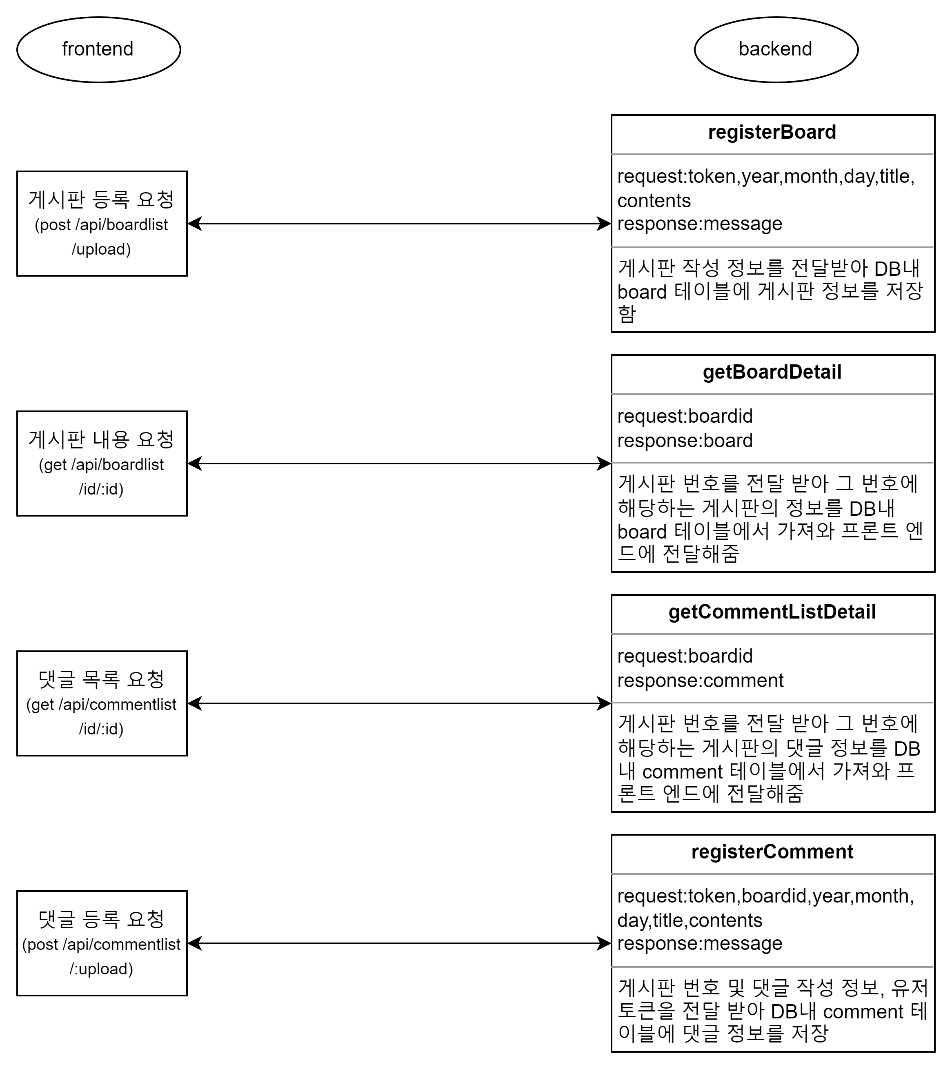 frontend
backend
게시판 등록 요청
(post /api/boardlist
/upload)
registerBoard
request:token,year,month,day,title,
contents
response:message
게시판 작성 정보를 전달받아 DB내
board 테이블에 게시판 정보를 저장
함
게시판 내용 요청
(get /api/boardlist
/id/:id)
getBoardDetail
request:boardid
response:board
게시판 번호를 전달 받아 그 번호에
해당하는 게시판의 정보를 DB내
board 테이블에서 가져와 프론트 엔
드에 전달해줌
댓글 목록 요청
(get /api/commentlist
/id/:id)
getCommentListDetail
request:boardid
response:comment
게시판 번호를 전달 받아 그 번호에
해당하는 게시판의 댓글 정보를 DB
내 comment 테이블에서 가져와 프
론트 엔드에 전달해줌
댓글 등록 요청
(post /api/commentlist
/:upload)
registerComment
request:token,boardid,year,month,
day,title,contents
response:message
게시판 번호 및 댓글 작성 정보, 유저
토큰을 전달 받아 DB내 comment 테
이블에 댓글 정보를 저장